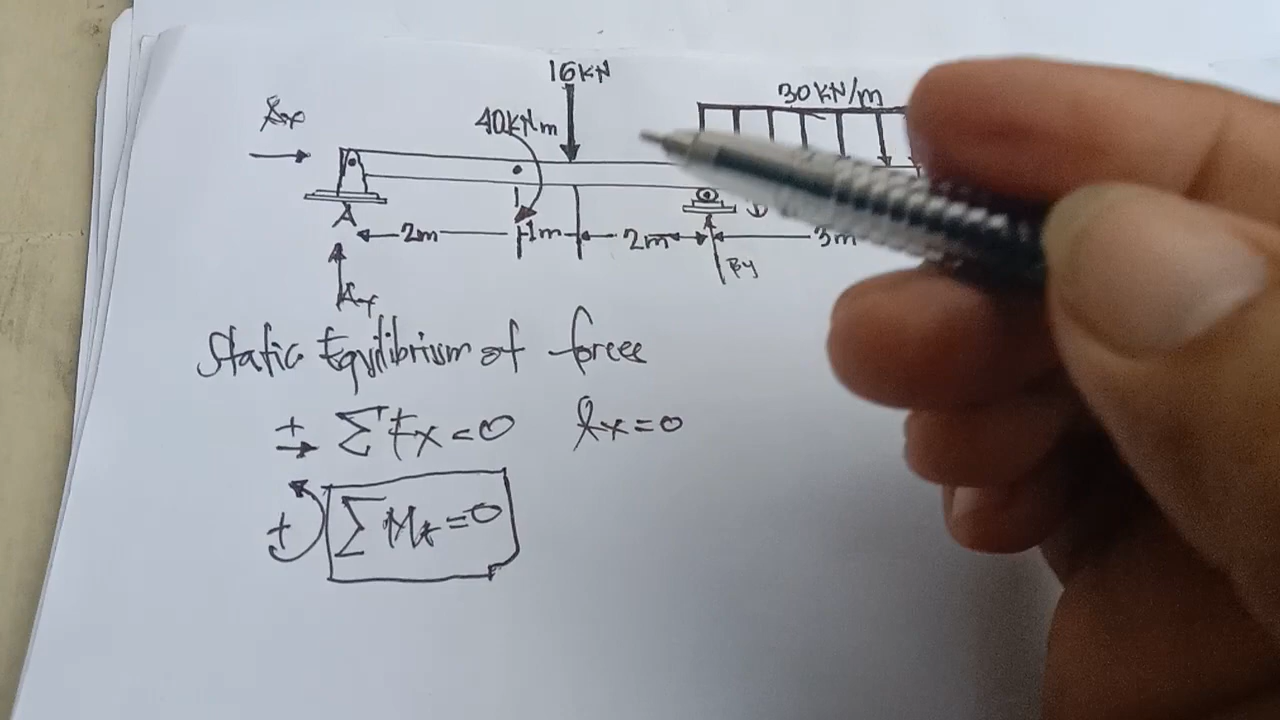 16KN
30KN/m
Ax
40KNm
A
2m
1m
2m
3m
By
Ay
Static Equilibrium of forces
+ ΣFx=0 Ax=0
+ ΣMA=0